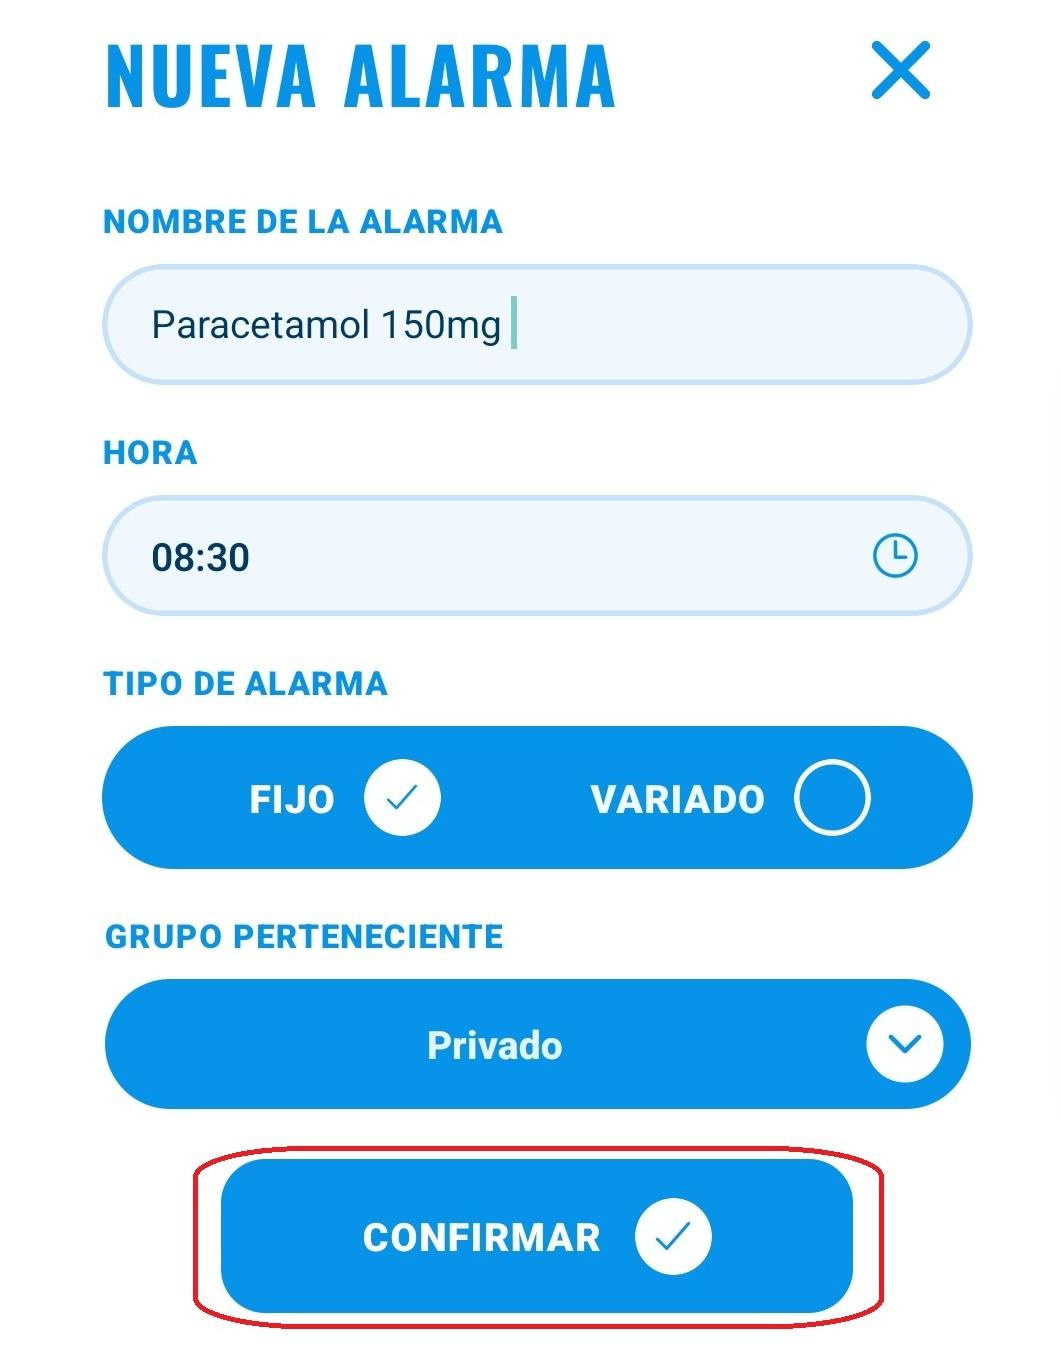 NUEVA ALARMA
NOMBRE DE LA ALARMA
Paracetamol 150mg
HORA
08:30
TIPO DE ALARMA
FIJO VARIADO
GRUPO PERTENECIENTE
Privado
CONFIRMAR